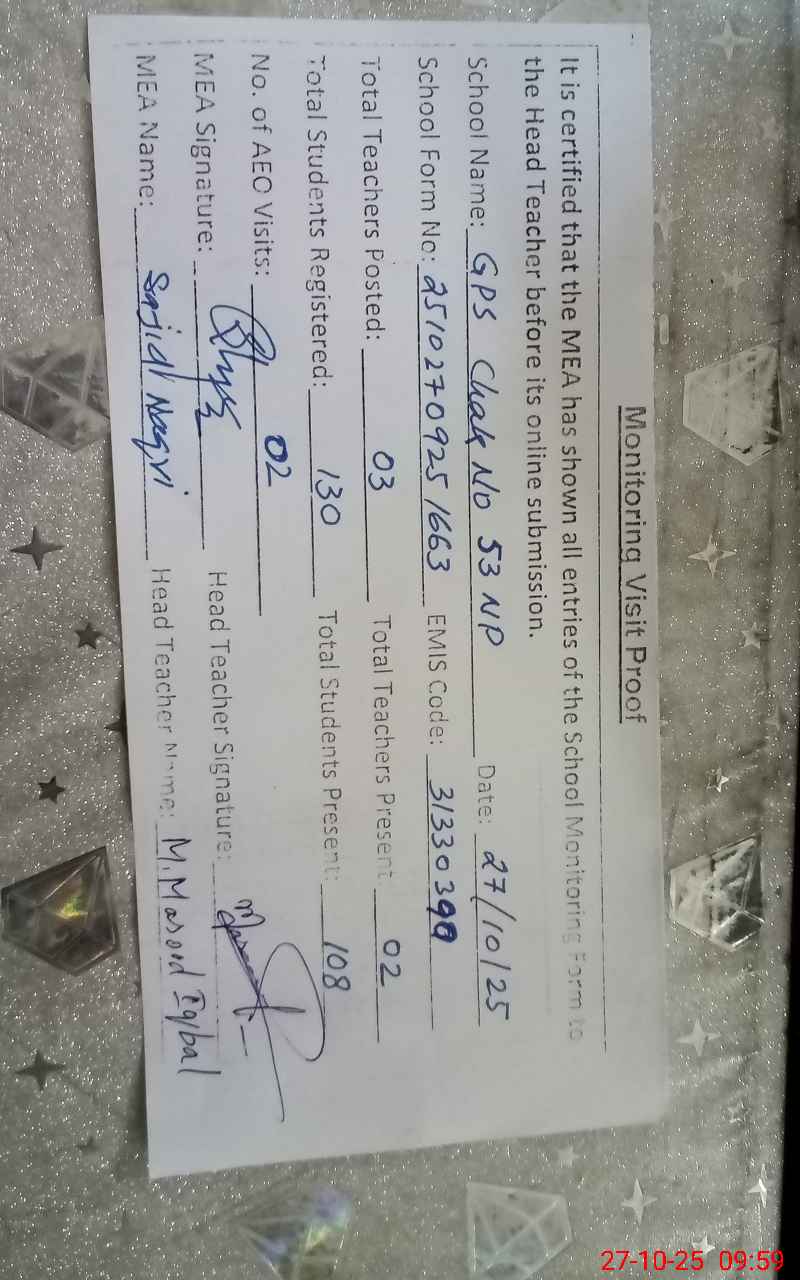 Monitoring Visit Proof
It is certified that the MEA has shown all entries of the School Monitoring Form to
the Head Teacher before its online submission.
School Name: GPS Chak No 53 NP Date: 27/10/25
School Form No: 2510270925 1663 EMIS Code: 31330390
Total Teachers Posted: 03 Total Teachers Present: 02
Total Students Registered: 130 Total Students Present: 108
No. of AEO Visits: 02
MEA Signature: Head Teacher Signature:
MEA Name: Sajid Naqvi Head Teacher Name: M. Masood Iqbal
27-10-25 09:59